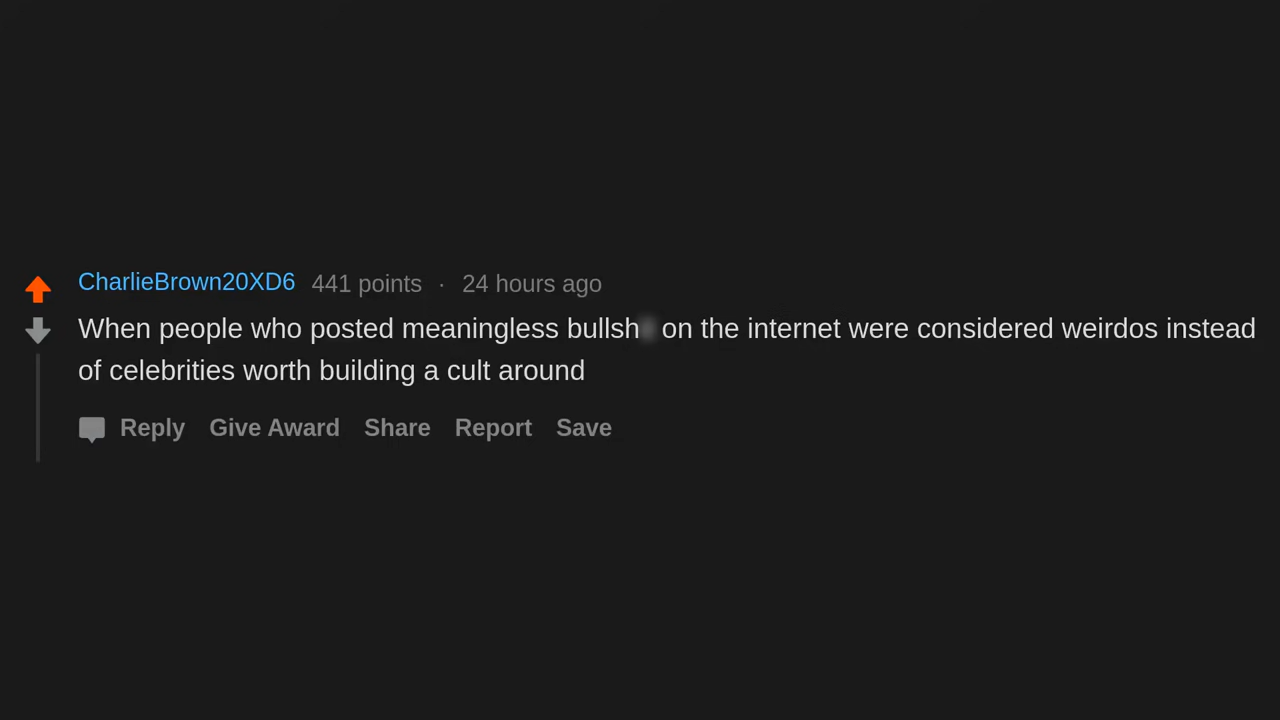 CharlieBrown20XD6 441 points · 24 hours ago
When people who posted meaningless bullsh on the internet were considered weirdos instead
of celebrities worth building a cult around
Reply Give Award Share Report Save